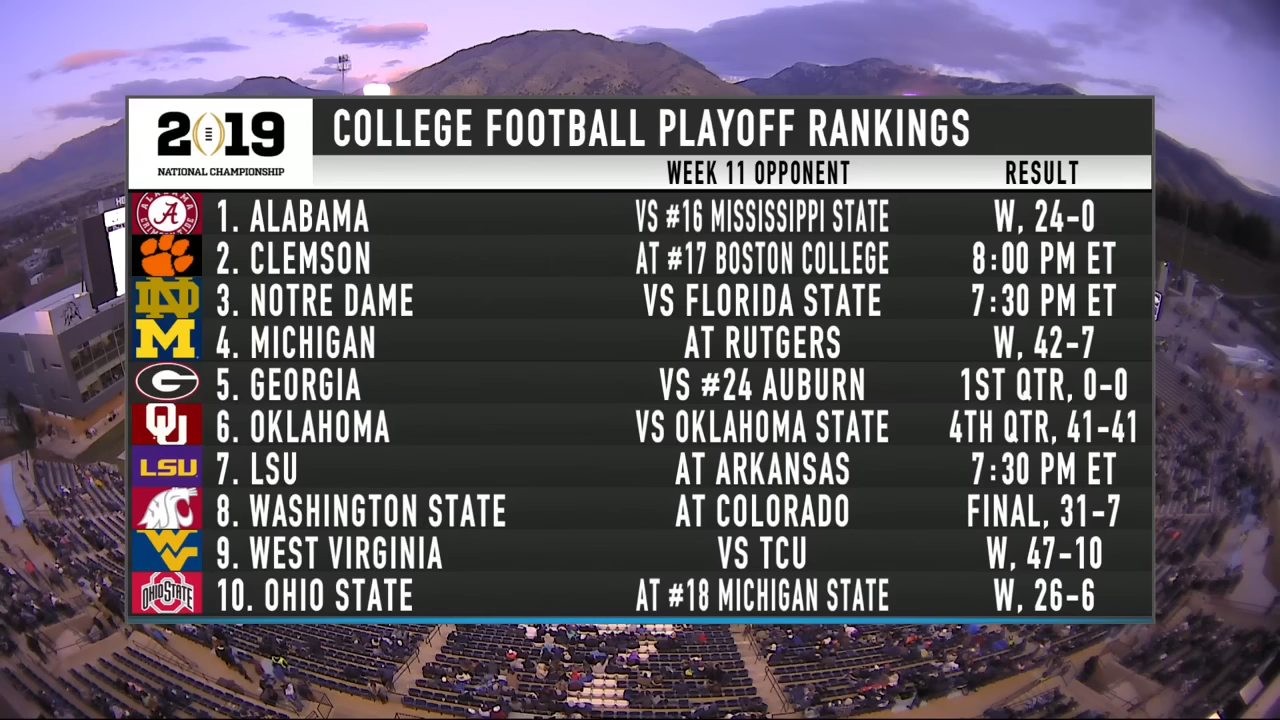 2019
NATIONAL CHAMPIONSHIP
COLLEGE FOOTBALL PLAYOFF RANKINGS
WEEK 11 OPPONENT RESULT
1. ALABAMA VS #16 MISSISSIPPI STATE W, 24-0
2. CLEMSON AT #17 BOSTON COLLEGE 8:00 PM ET
3. NOTRE DAME VS FLORIDA STATE 7:30 PM ET
4. MICHIGAN AT RUTGERS W, 42-7
5. GEORGIA VS #24 AUBURN 1ST QTR, 0-0
6. OKLAHOMA VS OKLAHOMA STATE 4TH QTR, 41-41
LSU 7. LSU AT ARKANSAS 7:30 PM ET
8. WASHINGTON STATE AT COLORADO FINAL, 31-7
9. WEST VIRGINIA VS TCU W, 47-10
OHIO STATE 10. OHIO STATE AT #18 MICHIGAN STATE W, 26-6